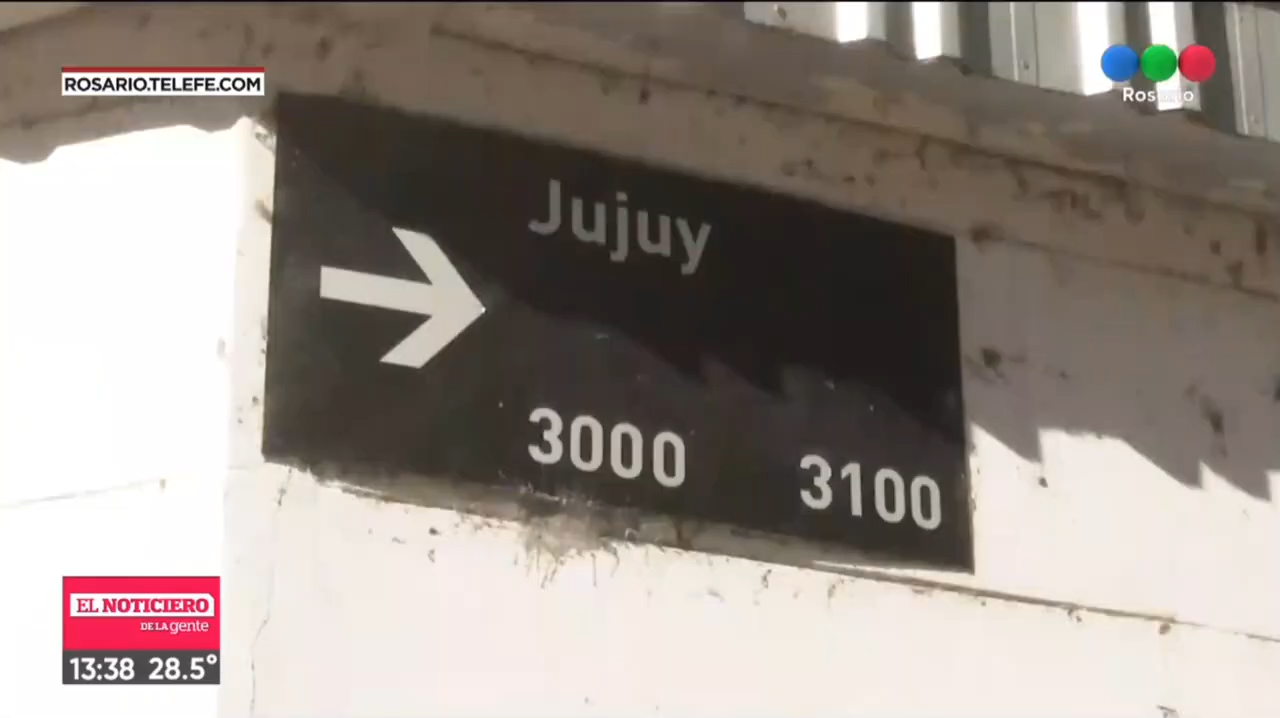 ROSARIO.TELEFE.COM
Rosario
Jujuy
3000 3100
EL NOTICIERO
DE LA gente
13:38 28.5°